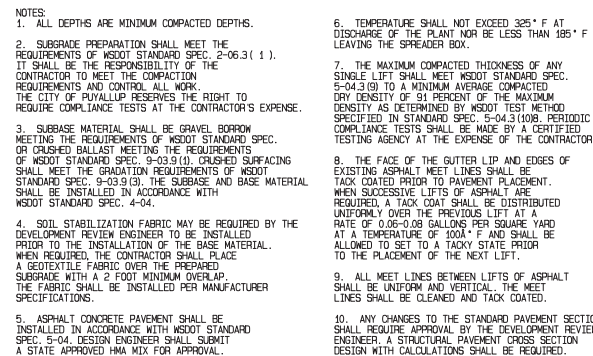 NOTES:
1. ALL DEPTHS ARE MINIMUM COMPACTED DEPTHS.
2. SUBGRADE PREPARATION SHALL MEET THE
REQUIREMENTS OF WSDOT STANDARD SPEC. 2-06.3( 1 ).
IT SHALL BE THE RESPONSIBILITY OF THE
CONTRACTOR TO MEET THE COMPACTION
REQUIREMENTS AND CONTROL ALL WORK.
THE CITY OF PUYALLUP RESERVES THE RIGHT TO
REQUIRE COMPLIANCE TESTS AT THE CONTRACTOR'S EXPENSE.
3. SUBBASE MATERIAL SHALL BE GRAVEL BORROW
MEETING THE REQUIREMENTS OF WSDOT STANDARD SPEC.
OR CRUSHED BALLAST MEETING THE REQUIREMENTS
OF WSDOT STANDARD SPEC. 9-03.9(1). CRUSHED SURFACING
SHALL MEET THE GRADATION REQUIREMENTS OF WSDOT
STANDARD SPEC. 9-03.9(3). THE SUBBASE AND BASE MATERIAL
SHALL BE INSTALLED IN ACCORDANCE WITH
WSDOT STANDARD SPEC. 4-04.
4. SOIL STABILIZATION FABRIC MAY BE REQUIRED BY THE
DEVELOPMENT REVIEW ENGINEER TO BE INSTALLED
PRIOR TO THE INSTALLATION OF THE BASE MATERIAL.
WHEN REQUIRED, THE CONTRACTOR SHALL PLACE
A GEOTEXTILE FABRIC OVER THE PREPARED
SUBGRADE WITH A 2 FOOT MINIMUM OVERLAP.
THE FABRIC SHALL BE INSTALLED PER MANUFACTURER
SPECIFICATIONS.
5. ASPHALT CONCRETE PAVEMENT SHALL BE
INSTALLED IN ACCORDANCE WITH WSDOT STANDARD
SPEC. 5-04. DESIGN ENGINEER SHALL SUBMIT
A STATE APPROVED HMA MIX FOR APPROVAL.
6. TEMPERATURE SHALL NOT EXCEED 325° F AT
DISCHARGE OF THE PLANT NOR BE LESS THAN 185° F
LEAVING THE SPREADER BOX.
7. THE MAXIMUM COMPACTED THICKNESS OF ANY
SINGLE LIFT SHALL MEET WSDOT STANDARD SPEC.
5-04.3(9) TO A MINIMUM AVERAGE COMPACTED
DRY DENSITY OF 91 PERCENT OF THE MAXIMUM
DENSITY AS DETERMINED BY WSDOT TEST METHOD
SPECIFIED IN STANDARD SPEC. 5-04.3(10)8. PERIODIC
COMPLIANCE TESTS SHALL BE MADE BY A CERTIFIED
TESTING AGENCY AT THE EXPENSE OF THE CONTRACTOR
8. THE FACE OF THE GUTTER LIP AND EDGES OF
EXISTING ASPHALT MEET LINES SHALL BE
TACK COATED PRIOR TO PAVEMENT PLACEMENT.
WHEN SUCCESSIVE LIFTS OF ASPHALT ARE
REQUIRED, A TACK COAT SHALL BE DISTRIBUTED
UNIFORMLY OVER THE PREVIOUS LIFT AT A
RATE OF 0.06-0.08 GALLONS PER SQUARE YARD
AT A TEMPERATURE OF 100Â° F AND SHALL BE
ALLOWED TO SET TO A TACKY STATE PRIOR
TO THE PLACEMENT OF THE NEXT LIFT.
9. ALL MEET LINES BETWEEN LIFTS OF ASPHALT
SHALL BE UNIFORM AND VERTICAL. THE MEET
LINES SHALL BE CLEANED AND TACK COATED.
10. ANY CHANGES TO THE STANDARD PAVEMENT SECTIO
SHALL REQUIRE APPROVAL BY THE DEVELOPMENT REVIE
ENGINEER. A STRUCTURAL PAVEMENT CROSS SECTION
DESIGN WITH CALCULATIONS SHALL BE REQUIRED.